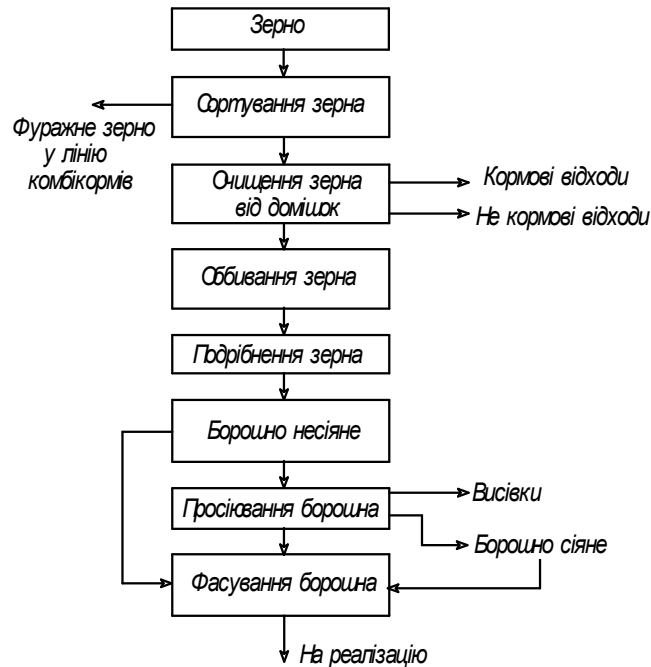 Зерно
Сортування зерна
Фуражне зерно
у лінію
комбікормів
Очищення зерна
від домішок
Кормові відходи
Не кормові відходи
Оббивання зерна
Подрібнення зерна
Борошно несіяне
Просіювання борошна
Висівки
Борошно сіяне
Фасування борошна
На реалізацію